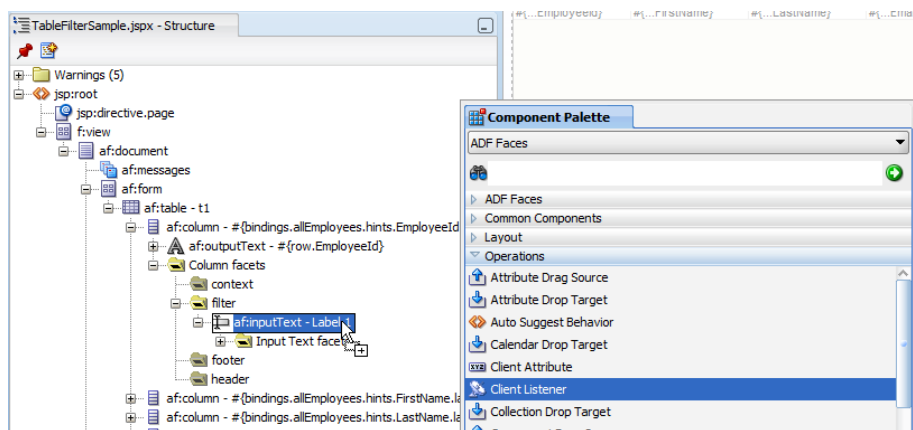 #{...EmployeeId} #{...FirstName} #{...LastName} #{...Ema
TableFilterSample.jspx - Structure
Warnings (5)
jsp:root
jsp:directive.page
f:view
af:document
af:messages
af:form
af:table - t1
af:column - #{bindings.allEmployees.hints.EmployeeId
af:outputText - #{row.EmployeeId}
Column facets
context
filter
af:inputText - Label 1
Input Text facets
footer
header
af:column - #{bindings.allEmployees.hints.FirstName.la
af:column - #{bindings.allEmployees.hints.LastName.la
Component Palette
ADF Faces
ADF Faces
Common Components
Layout
Operations
Attribute Drag Source
Attribute Drop Target
Auto Suggest Behavior
Calendar Drop Target
Client Attribute
Client Listener
Collection Drop Target